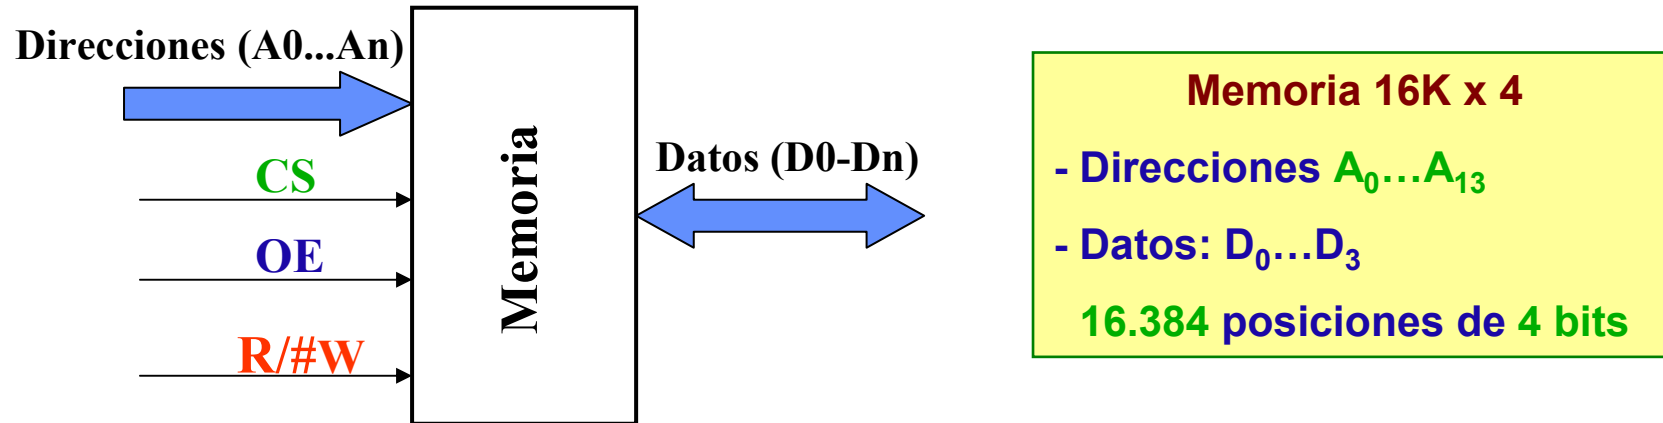 Direcciones (A0...An)
CS
OE
R/#W
Memoria
Datos (D0-Dn)
Memoria 16K x 4
- Direcciones A₀…A₁₃
- Datos: D₀…D₃
16.384 posiciones de 4 bits